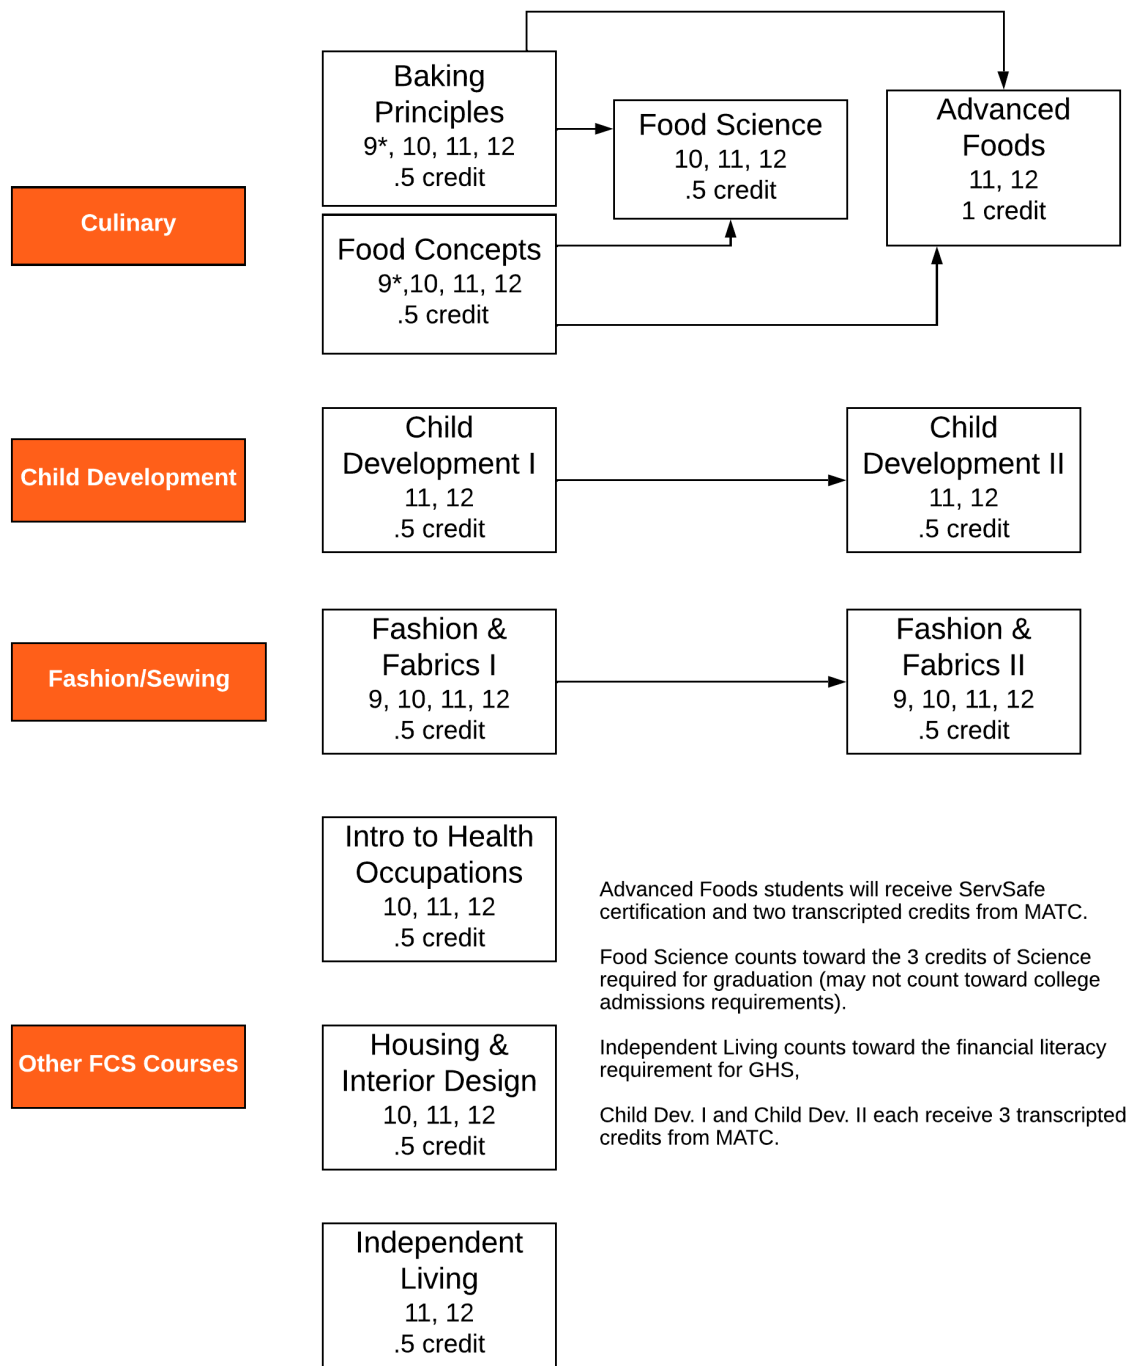 Baking
Principles
9*, 10, 11, 12
.5 credit
Food Science
10, 11, 12
.5 credit
Advanced
Foods
11, 12
1 credit
Culinary
Food Concepts
9*,10, 11, 12
.5 credit
Child Development
Child
Development I
11, 12
.5 credit
Child
Development II
11, 12
.5 credit
Fashion/Sewing
Fashion &
Fabrics I
9, 10, 11, 12
.5 credit
Fashion &
Fabrics II
9, 10, 11, 12
.5 credit
Intro to Health
Occupations
10, 11, 12
.5 credit
Other FCS Courses
Housing &
Interior Design
10, 11, 12
.5 credit
Independent
Living
11, 12
.5 credit
Advanced Foods students will receive ServSafe
certification and two transcripted credits from MATC.
Food Science counts toward the 3 credits of Science
required for graduation (may not count toward college
admissions requirements).
Independent Living counts toward the financial literacy
requirement for GHS,
Child Dev. I and Child Dev. II each receive 3 transcripted
credits from MATC.